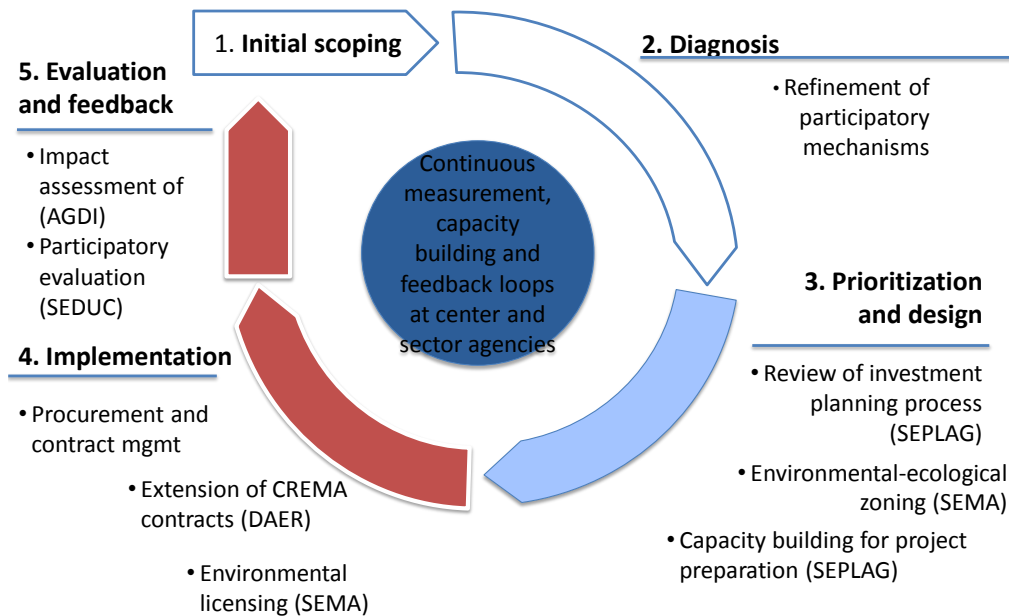 1. Initial scoping
2. Diagnosis
• Refinement of
participatory
mechanisms
3. Prioritization
and design
• Review of investment
planning process
(SEPLAG)
• Environmental-ecological
zoning (SEMA)
• Capacity building for project
preparation (SEPLAG)
4. Implementation
• Procurement and
contract mgmt
• Extension of CREMA
contracts (DAER)
• Environmental
licensing (SEMA)
5. Evaluation
and feedback
• Impact
assessment of
(AGDI)
• Participatory
evaluation
(SEDUC)
Continuous
measurement,
capacity
building and
feedback loops
at center and
sector agencies